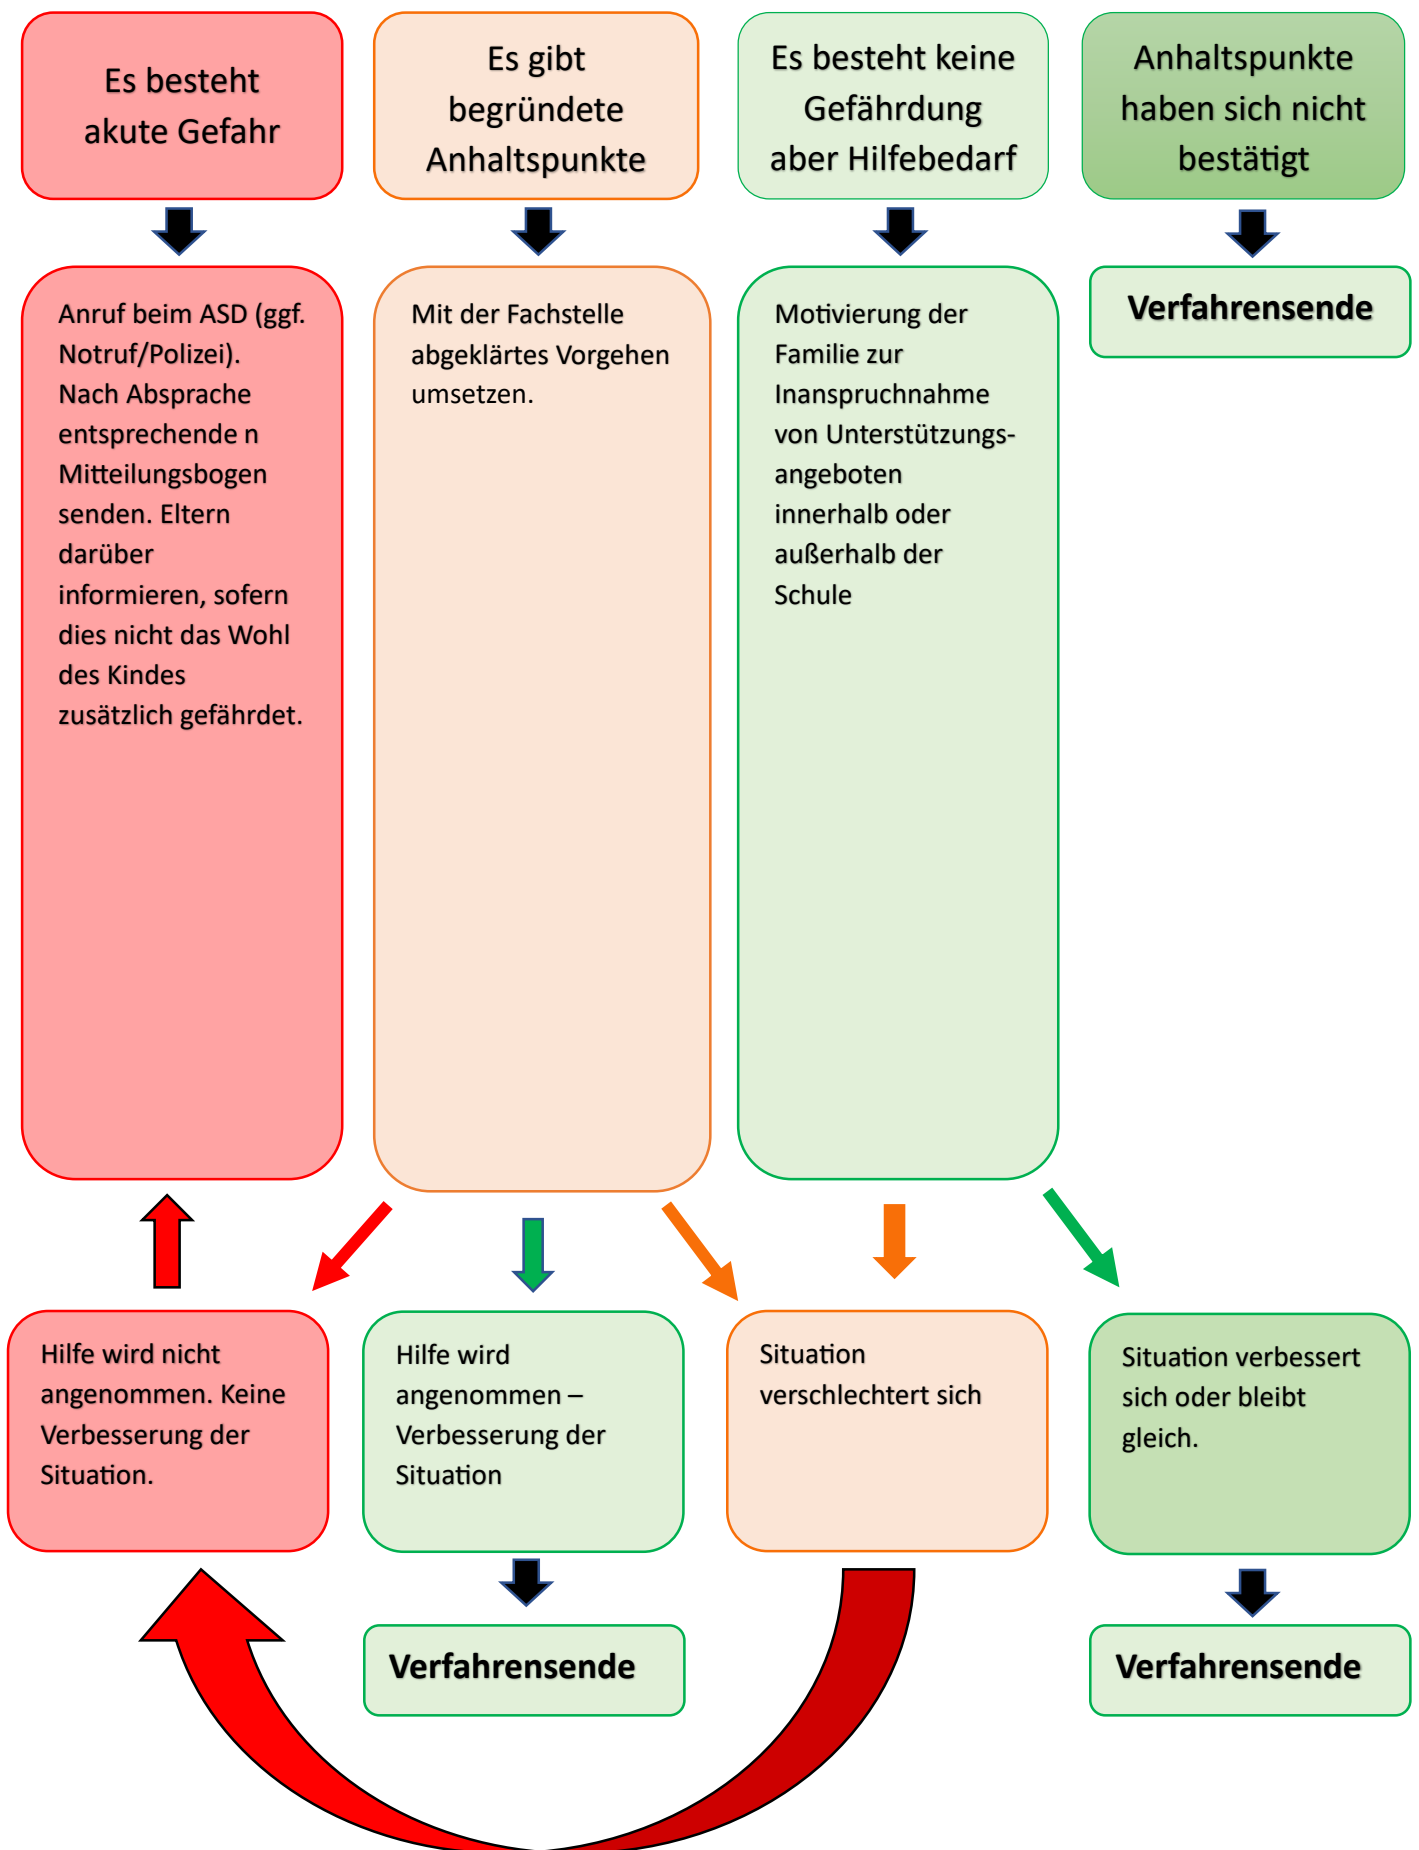 Es besteht
akute Gefahr
Es gibt
begründete
Anhaltspunkte
Es besteht keine
Gefährdung
aber Hilfebedarf
Anhaltspunkte
haben sich nicht
bestätigt
Anruf beim ASD (ggf.
Notruf/Polizei).
Nach Absprache
entsprechende n
Mitteilungsbogen
senden. Eltern
darüber
informieren, sofern
dies nicht das Wohl
des Kindes
zusätzlich gefährdet.
Mit der Fachstelle
abgeklärtes Vorgehen
umsetzen.
Motivierung der
Familie zur
Inanspruchnahme
von Unterstützungs-
angeboten
innerhalb oder
außerhalb der
Schule
Verfahrensende
Hilfe wird nicht
angenommen. Keine
Verbesserung der
Situation.
Hilfe wird
angenommen –
Verbesserung der
Situation
Situation
verschlechtert sich
Situation verbessert
sich oder bleibt
gleich.
Verfahrensende
Verfahrensende